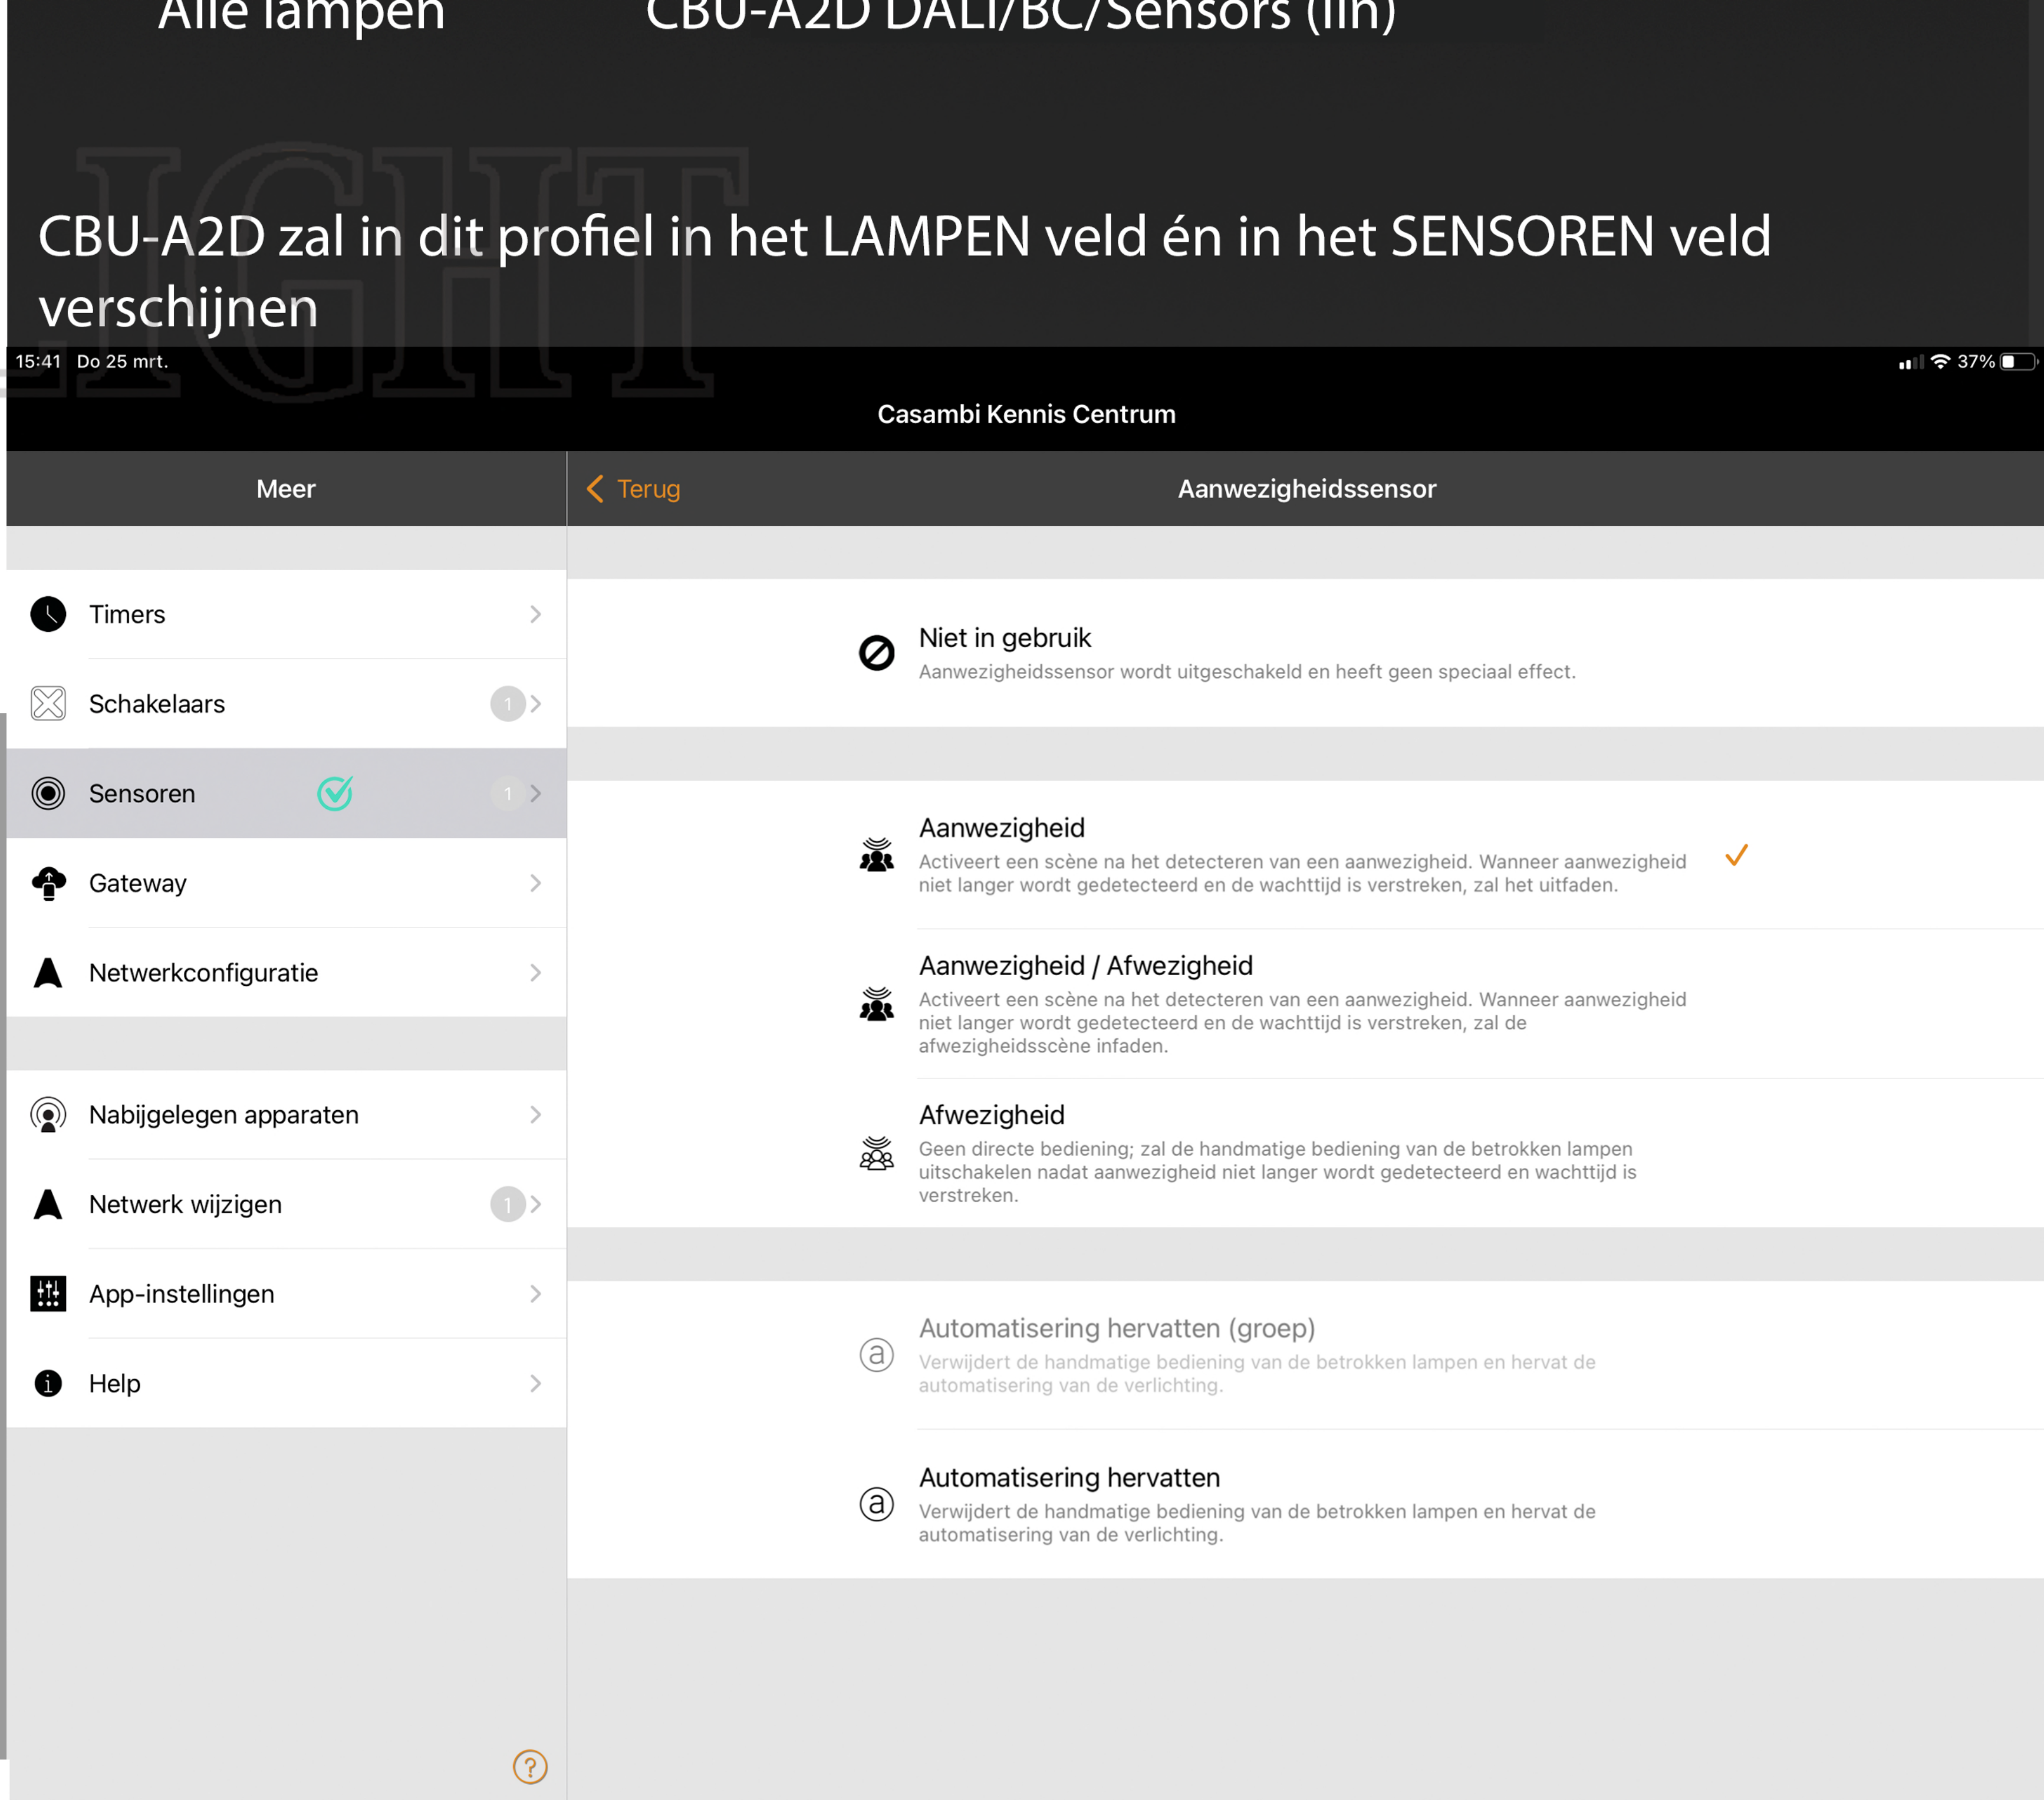 Alle lampen CBU-A2D DALI/BC/Sensors (lin)
LIGHT
CBU-A2D zal in dit profiel in het LAMPEN veld én in het SENSOREN veld
verschijnen
15:41 Do 25 mrt. 37%
Casambi Kennis Centrum
Meer
Terug
Aanwezigheidssensor
Timers
Schakelaars 1
Sensoren 1
Gateway
Netwerkconfiguratie
Nabijgelegen apparaten
Netwerk wijzigen 1
App-instellingen
Help
?
Niet in gebruik
Aanwezigheidssensor wordt uitgeschakeld en heeft geen speciaal effect.
Aanwezigheid
Activeert een scène na het detecteren van een aanwezigheid. Wanneer aanwezigheid
niet langer wordt gedetecteerd en de wachttijd is verstreken, zal het uitfaden.
Aanwezigheid / Afwezigheid
Activeert een scène na het detecteren van een aanwezigheid. Wanneer aanwezigheid
niet langer wordt gedetecteerd en de wachttijd is verstreken, zal de
afwezigheidsscène infaden.
Afwezigheid
Geen directe bediening; zal de handmatige bediening van de betrokken lampen
uitschakelen nadat aanwezigheid niet langer wordt gedetecteerd en wachttijd is
verstreken.
Automatisering hervatten (groep)
Verwijdert de handmatige bediening van de betrokken lampen en hervat de
automatisering van de verlichting.
Automatisering hervatten
Verwijdert de handmatige bediening van de betrokken lampen en hervat de
automatisering van de verlichting.